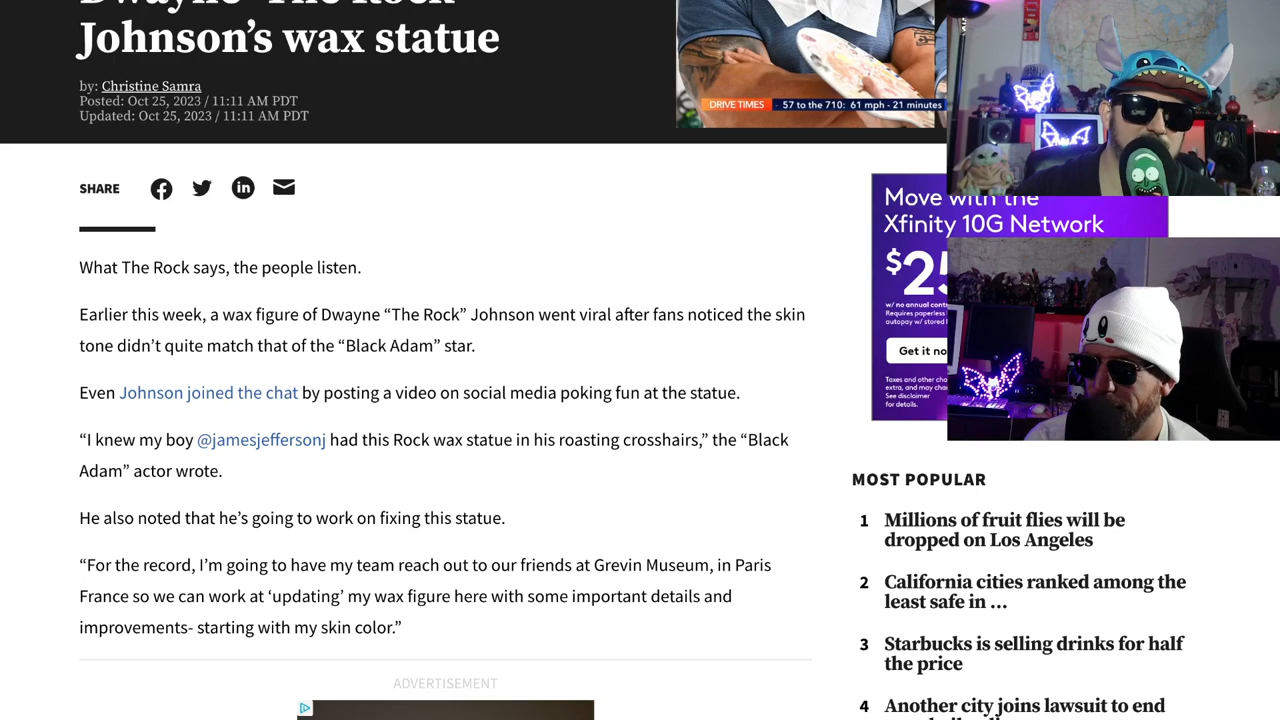 Johnson's wax statue
by: Christine Samra
Posted: Oct 25, 2023 / 11:11 AM PDT
Updated: Oct 25, 2023 / 11:11 AM PDT
DRIVE TIMES 57 to the 710: 61 mph - 21 minutes
SHARE
What The Rock says, the people listen.
Earlier this week, a wax figure of Dwayne “The Rock” Johnson went viral after fans noticed the skin
tone didn’t quite match that of the “Black Adam” star.
Even Johnson joined the chat by posting a video on social media poking fun at the statue.
“I knew my boy @jamesjeffersonj had this Rock wax statue in his roasting crosshairs,” the “Black
Adam” actor wrote.
He also noted that he’s going to work on fixing this statue.
“For the record, I’m going to have my team reach out to our friends at Grevin Museum, in Paris
France so we can work at ‘updating’ my wax figure here with some important details and
improvements- starting with my skin color.”
ADVERTISEMENT
Move with the
Xfinity 10G Network
$25
w/ no annual
Requires paperless
autopay w/ stored
Get it
Taxes and other
extra, and may
See disclaimer
for details.
MOST POPULAR
1 Millions of fruit flies will be
dropped on Los Angeles
2 California cities ranked among the
least safe in …
3 Starbucks is selling drinks for half
the price
4 Another city joins lawsuit to end